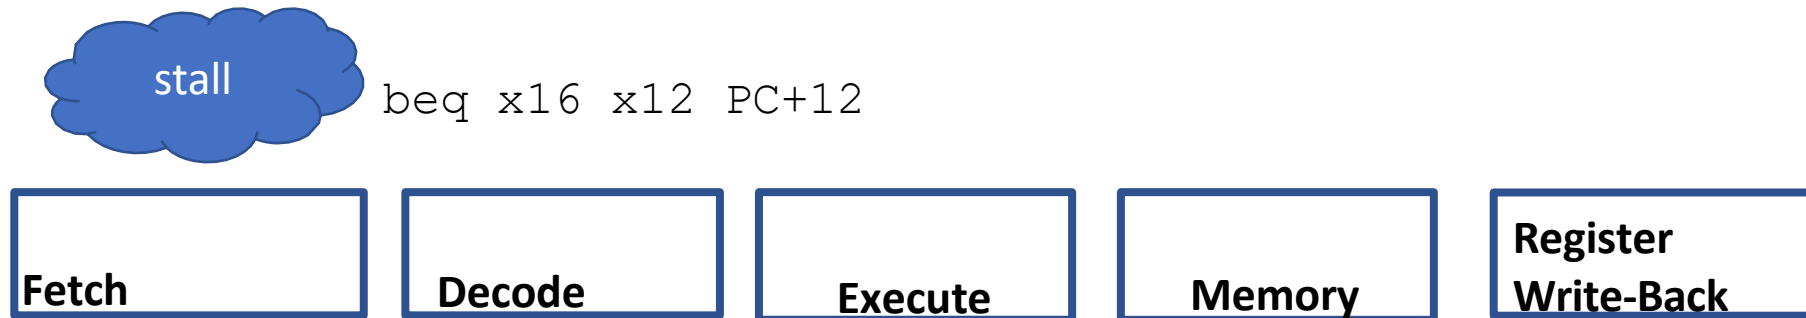 stall
beq x16 x12 PC+12
Fetch
Decode
Execute
Memory
Register
Write-Back